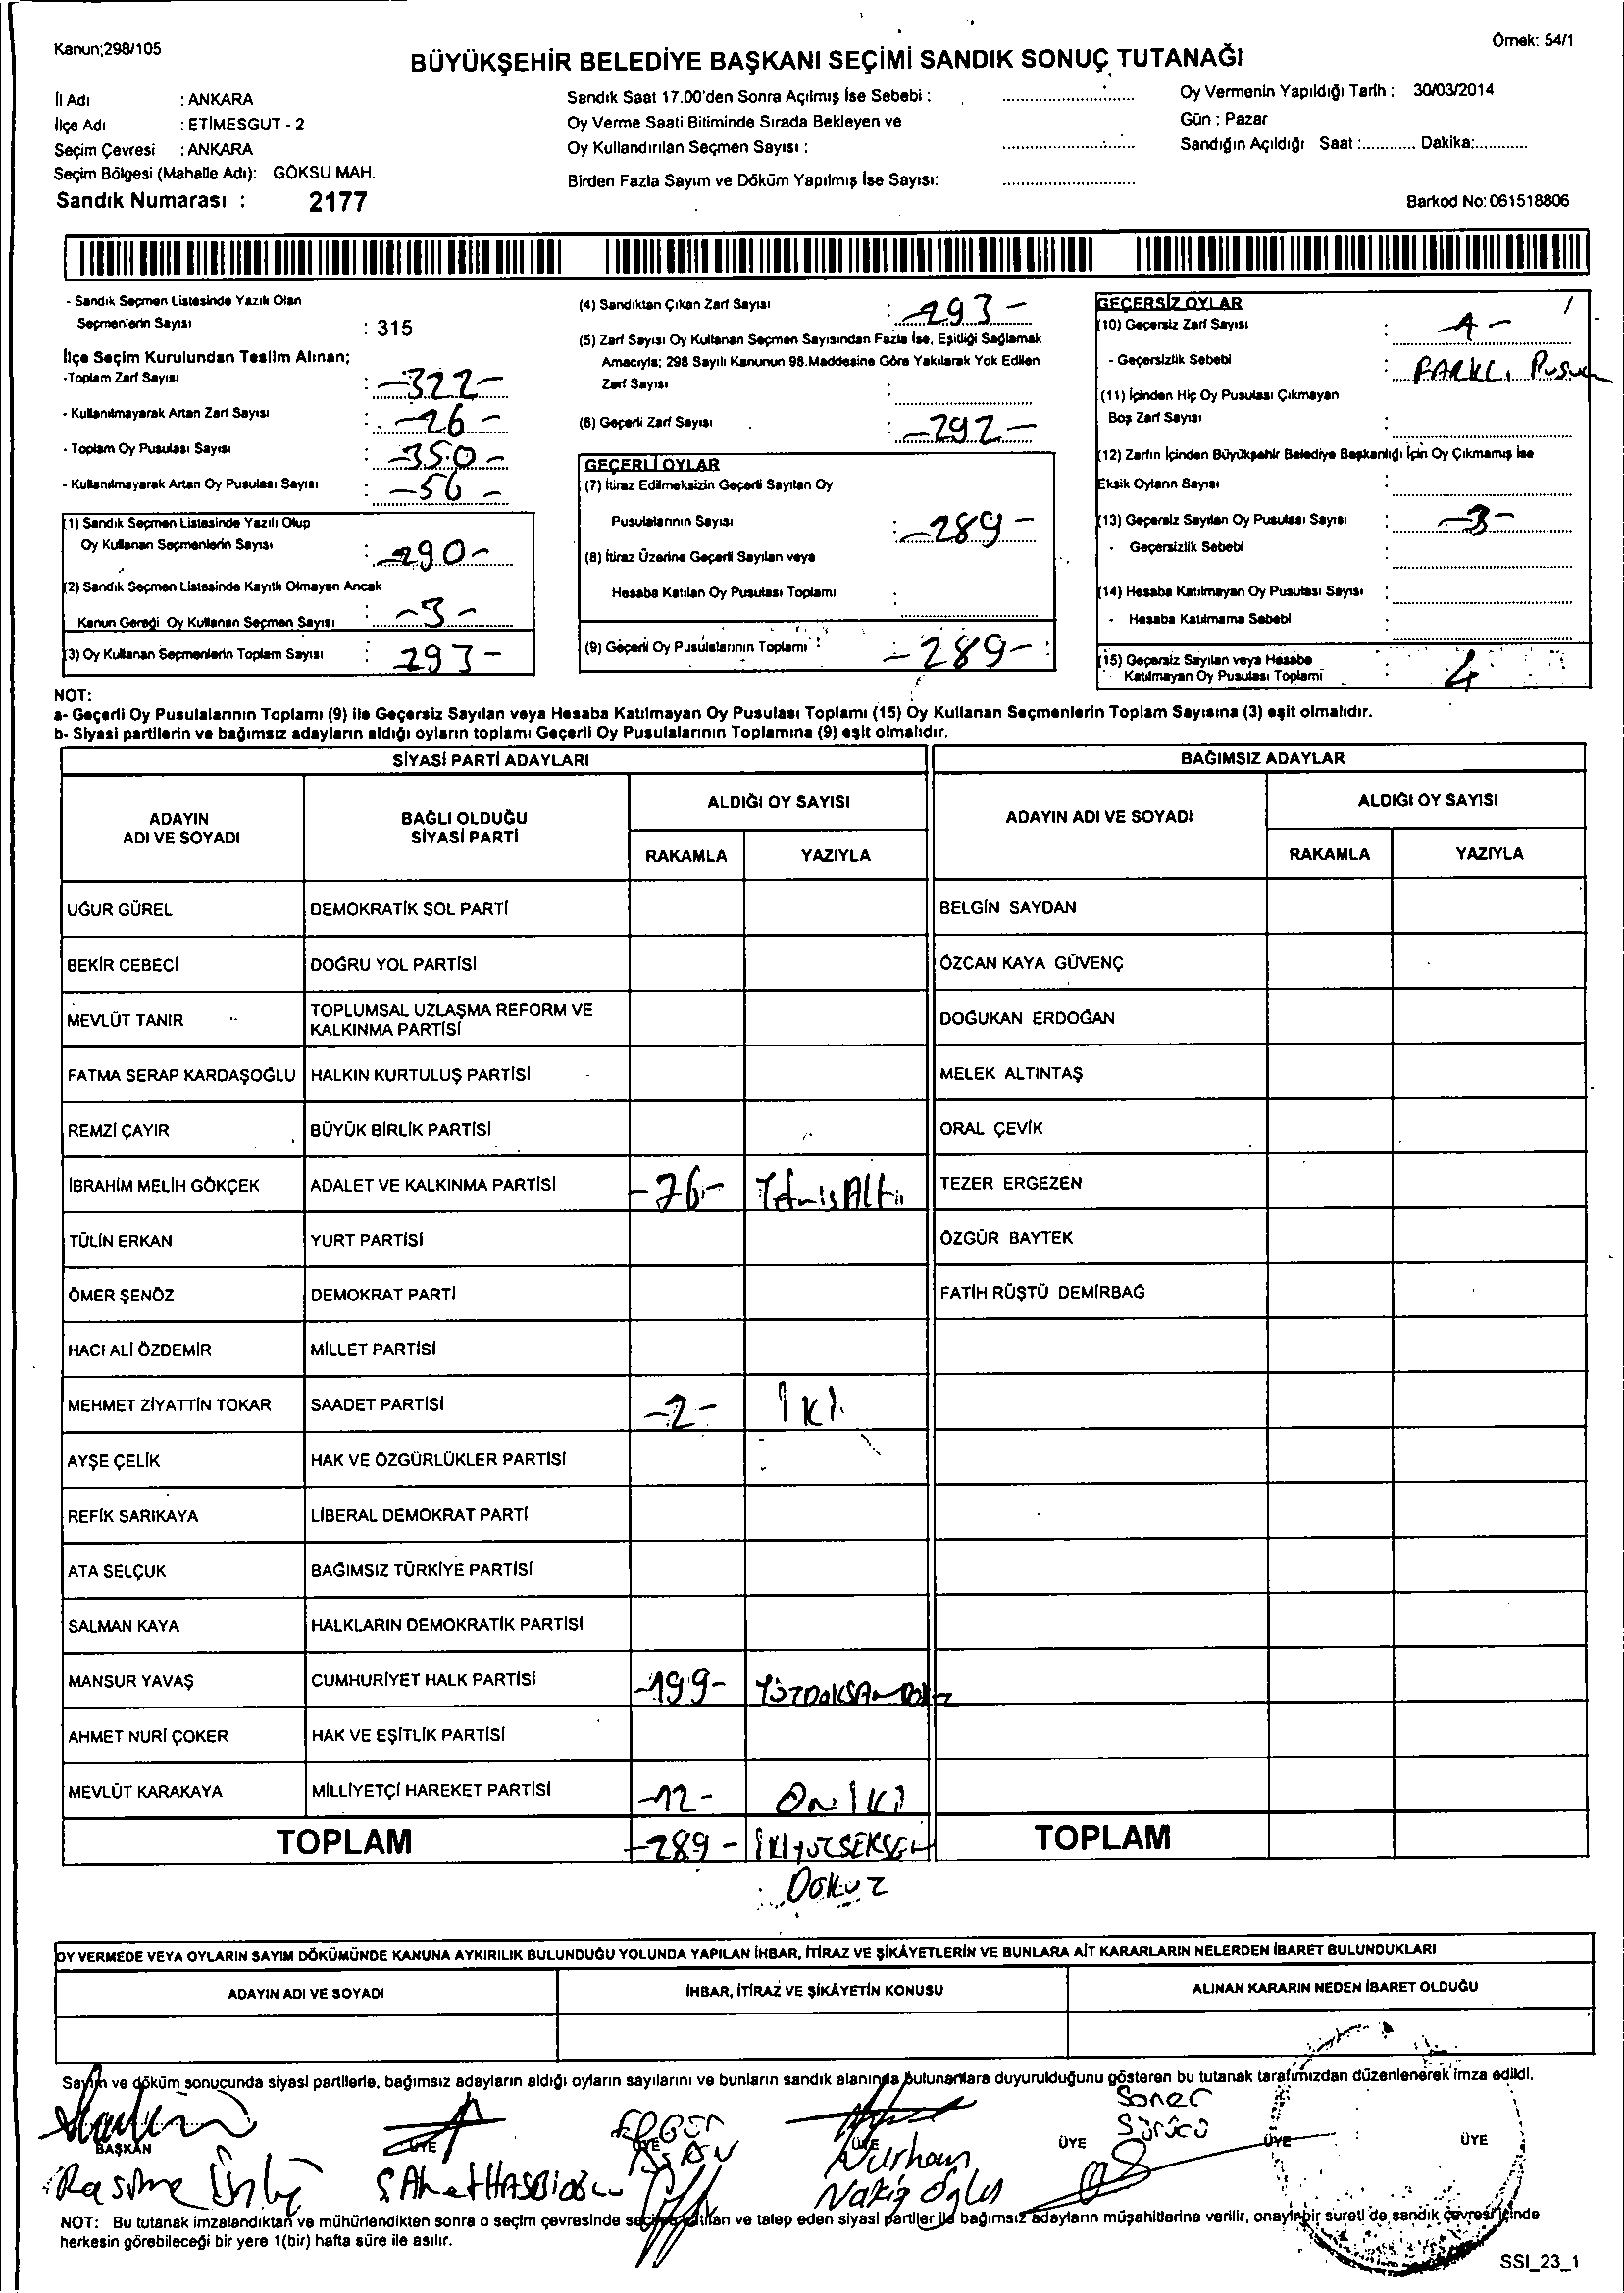 Kanun;298/105
Örnek: 54/1
BÜYÜKŞEHİR BELEDİYE BAŞKANI SEÇİMİ SANDIK SONUÇ TUTANAĞI
İl Adı : ANKARA
İlçe Adı : ETİMESGUT - 2
Seçim Çevresi : ANKARA
Seçim Bölgesi (Mahalle Adı): GÖKSU MAH.
Sandık Numarası : 2177
Sandık Saat 17.00'den Sonra Açılmış İse Sebebi :
Oy Verme Saati Bitiminde Sırada Bekleyen ve
Oy Kullandırılan Seçmen Sayısı :
Birden Fazla Sayım ve Döküm Yapılmış İse Sayısı:
Oy Vermenin Yapıldığı Tarih : 30/03/2014
Gün : Pazar
Sandığın Açıldığı Saat :............ Dakika:...........
Barkod No: 061518806
- Sandık Seçmen Listesinde Yazılı Olan
Seçmenlerin Sayısı : 315
İlçe Seçim Kurulundan Teslim Alınan;
-Toplam Zarf Sayısı : -322-
- Kullanılmayarak Artan Zarf Sayısı : -26-
- Toplam Oy Pusulası Sayısı : -350-
- Kullanılmayarak Artan Oy Pusulası Sayısı : -56-
(1) Sandık Seçmen Listesinde Yazılı Olup
Oy Kullanan Seçmenlerin Sayısı : -290-
(2) Sandık Seçmen Listesinde Kayıtlı Olmayan Ancak
Kanun Gereği Oy Kullanan Seçmen Sayısı : -3-
(3) Oy Kullanan Seçmenlerin Toplam Sayısı : 293-
(4) Sandıktan Çıkan Zarf Sayısı : 293-
(5) Zarf Sayısı Oy Kullanan Seçmen Sayısından Fazla İse, Eşitliği Sağlamak
Amacıyla; 298 Sayılı Kanunun 98.Maddesine Göre Yakılarak Yok Edilen
Zarf Sayısı :
(6) Geçerli Zarf Sayısı : -292-
GEÇERLİ OYLAR
(7) İtiraz Edilmeksizin Geçerli Sayılan Oy
Pusulalarının Sayısı : -289-
(8) İtiraz Üzerine Geçerli Sayılan veya
Hesaba Katılan Oy Pusulası Toplamı :
(9) Geçerli Oy Pusulalarının Toplamı : -289-
GEÇERSİZ OYLAR
(10) Geçersiz Zarf Sayısı : -1-
- Geçersizlik Sebebi : FARKLI Pusula
(11) İçinden Hiç Oy Pusulası Çıkmayan
Boş Zarf Sayısı :
(12) Zarfın İçinden Büyükşehir Belediye Başkanlığı İçin Oy Çıkmamış İse
Eksik Oyların Sayısı :
(13) Geçersiz Sayılan Oy Pusulası Sayısı : -3-
- Geçersizlik Sebebi :
(14) Hesaba Katılmayan Oy Pusulası Sayısı :
- Hesaba Katılmama Sebebi :
(15) Geçersiz Sayılan veya Hesaba
Katılmayan Oy Pusulası Toplamı : 4
NOT:
a- Geçerli Oy Pusulalarının Toplamı (9) ile Geçersiz Sayılan veya Hesaba Katılmayan Oy Pusulası Toplamı (15) Oy Kullanan Seçmenlerin Toplam Sayısına (3) eşit olmalıdır.
b- Siyasi partilerin ve bağımsız adayların aldığı oyların toplamı Geçerli Oy Pusulalarının Toplamına (9) eşit olmalıdır.
SİYASİ PARTİ ADAYLARI
BAĞIMSIZ ADAYLAR
ADAYIN ADI VE SOYADI
BAĞLI OLDUĞU SİYASİ PARTİ
ALDIĞI OY SAYISI
RAKAMLA YAZIYLA
ADAYIN ADI VE SOYADI
ALDIĞI OY SAYISI
RAKAMLA YAZIYLA
UĞUR GÜREL DEMOKRATİK SOL PARTİ BELGİN SAYDAN
BEKİR CEBECİ DOĞRU YOL PARTİSİ ÖZCAN KAYA GÜVENÇ
MEVLÜT TANIR TOPLUMSAL UZLAŞMA REFORM VE KALKINMA PARTİSİ DOĞUKAN ERDOĞAN
FATMA SERAP KARDAŞOĞLU HALKIN KURTULUŞ PARTİSİ MELEK ALTINTAŞ
REMZİ ÇAYIR BÜYÜK BİRLİK PARTİSİ ORAL ÇEVİK
İBRAHİM MELİH GÖKÇEK ADALET VE KALKINMA PARTİSİ -76- YetmişAltı TEZER ERGEZEN
TÜLİN ERKAN YURT PARTİSİ ÖZGÜR BAYTEK
ÖMER ŞENÖZ DEMOKRAT PARTİ FATİH RÜŞTÜ DEMİRBAĞ
HACI ALİ ÖZDEMİR MİLLET PARTİSİ
MEHMET ZİYATTİN TOKAR SAADET PARTİSİ -2- İki
AYŞE ÇELİK HAK VE ÖZGÜRLÜKLER PARTİSİ
REFİK SARIKAYA LİBERAL DEMOKRAT PARTİ
ATA SELÇUK BAĞIMSIZ TÜRKİYE PARTİSİ
SALMAN KAYA HALKLARIN DEMOKRATİK PARTİSİ
MANSUR YAVAŞ CUMHURİYET HALK PARTİSİ -199- YüzDoksanDokuz
AHMET NURİ ÇOKER HAK VE EŞİTLİK PARTİSİ
MEVLÜT KARAKAYA MİLLİYETÇİ HAREKET PARTİSİ -12- ONİKİ
TOPLAM -289- İKİYÜZSEKSEN TOPLAM
DOKUZ
OY VERMEDE VEYA OYLARIN SAYIM DÖKÜMÜNDE KANUNA AYKIRILIK BULUNDUĞU YOLUNDA YAPILAN İHBAR, İTİRAZ VE ŞİKÂYETLERİN VE BUNLARA AİT KARARLARIN NELERDEN İBARET BULUNDUKLARI
ADAYIN ADI VE SOYADI İHBAR, İTİRAZ VE ŞİKÂYETİN KONUSU ALINAN KARARIN NEDEN İBARET OLDUĞU
Sayım ve döküm sonucunda siyasi partilerle, bağımsız adayların aldığı oyların sayılarını ve bunların sandık alanında bulunanlara duyurulduğunu gösteren bu tutanak tarafımızdan düzenlenerek imza edildi.
Soner
Sürücü
BAŞKAN ÜYE ÜYE ÜYE ÜYE ÜYE ÜYE
Nurhan
NOT: Bu tutanak imzalandıktan ve mühürlendikten sonra o seçim çevresinde seçime katılan ve talep eden siyasi partiler ile bağımsız adayların müşahitlerine verilir, onaylı bir sureti de sandık çevresi içinde
herkesin görebileceği bir yere 1(bir) hafta süre ile asılır.
SSI_23_1